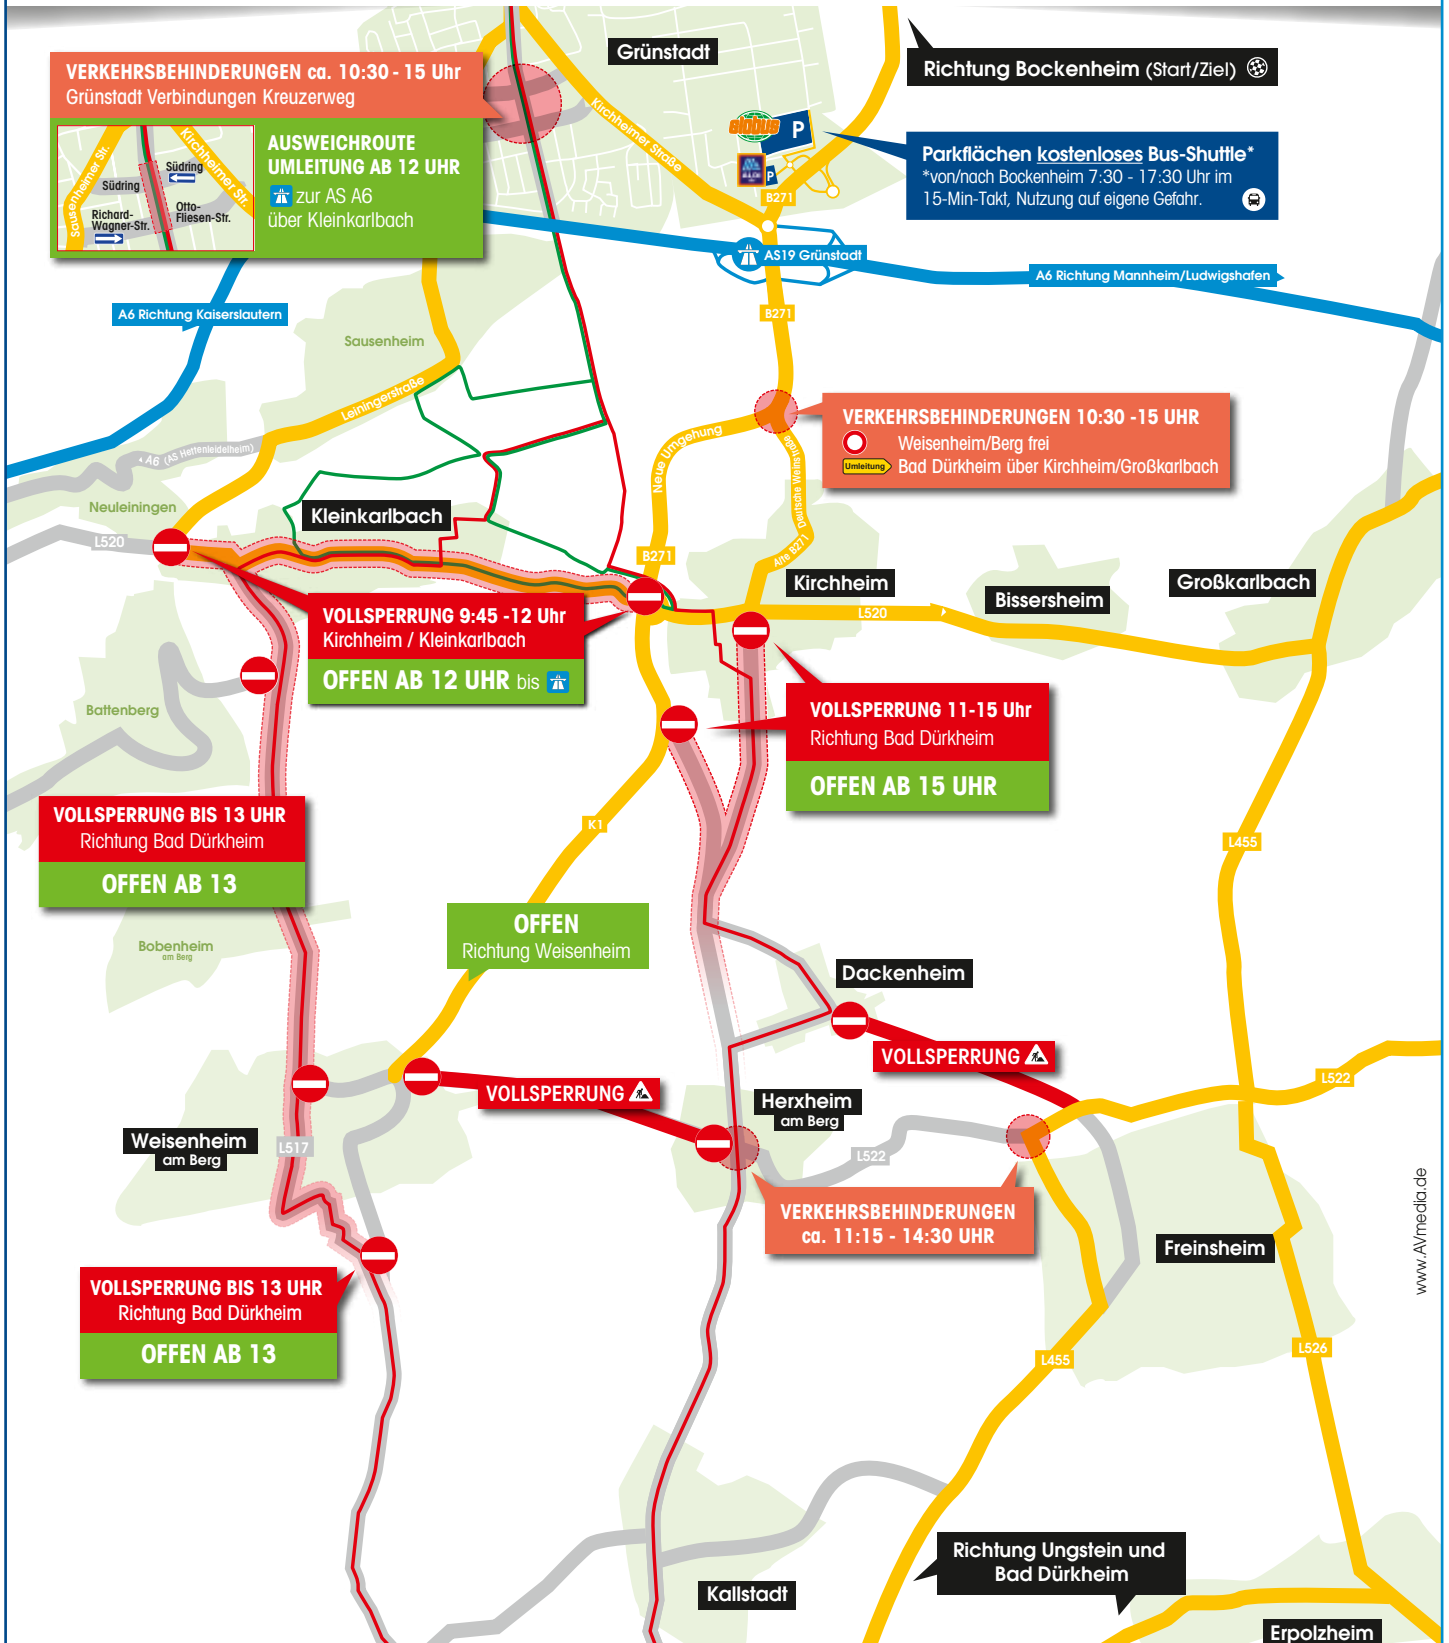 Grünstadt
Richtung Bockenheim (Start/Ziel)
VERKEHRSBEHINDERUNGEN ca. 10:30 - 15 Uhr
Grünstadt Verbindungen Kreuzerweg
AUSWEICHROUTE
UMLEITUNG AB 12 UHR
zur AS A6
über Kleinkarlbach
Sausenheimer Str.
Kirchheimer Str.
Südring
Südring
Richard-
Wagner-Str.
Otto-
Fliesen-Str.
Kirchheimer Straße
globus
P
P
Parkflächen kostenloses Bus-Shuttle*
*von/nach Bockenheim 7:30 - 17:30 Uhr im
15-Min-Takt, Nutzung auf eigene Gefahr.
B271
AS19 Grünstadt
A6 Richtung Mannheim/Ludwigshafen
A6 Richtung Kaiserslautern
B271
Sausenheim
Leiningerstraße
VERKEHRSBEHINDERUNGEN 10:30 -15 UHR
Weisenheim/Berg frei
Umleitung Bad Dürkheim über Kirchheim/Großkarlbach
Neue Umgehung
Deutsche Weinstraße
A6 (AS Hettenleidelheim)
Neuleiningen
Kleinkarlbach
L520
B271
Alte B271
Kirchheim
Bissersheim
Großkarlbach
L520
VOLLSPERRUNG 9:45 -12 Uhr
Kirchheim / Kleinkarlbach
OFFEN AB 12 UHR bis
Battenberg
VOLLSPERRUNG 11-15 Uhr
Richtung Bad Dürkheim
OFFEN AB 15 UHR
VOLLSPERRUNG BIS 13 UHR
Richtung Bad Dürkheim
OFFEN AB 13
K1
L455
OFFEN
Richtung Weisenheim
Bobenheim
am Berg
Dackenheim
VOLLSPERRUNG
VOLLSPERRUNG
L522
Herxheim
am Berg
Weisenheim
am Berg
L517
L522
VERKEHRSBEHINDERUNGEN
ca. 11:15 - 14:30 UHR
Freinsheim
www.AVmedia.de
VOLLSPERRUNG BIS 13 UHR
Richtung Bad Dürkheim
OFFEN AB 13
L455
L526
Richtung Ungstein und
Bad Dürkheim
Kallstadt
Erpolzheim